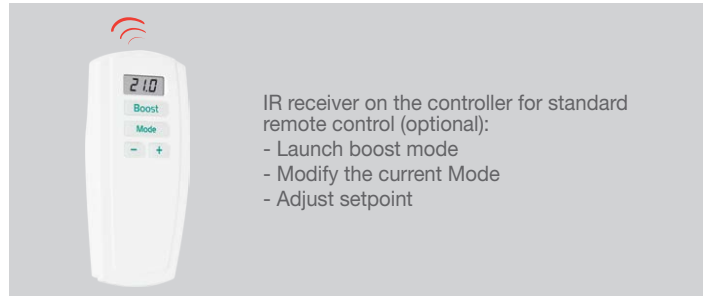 21.0
Boost
Mode
- +
IR receiver on the controller for standard
remote control (optional):
- Launch boost mode
- Modify the current Mode
- Adjust setpoint